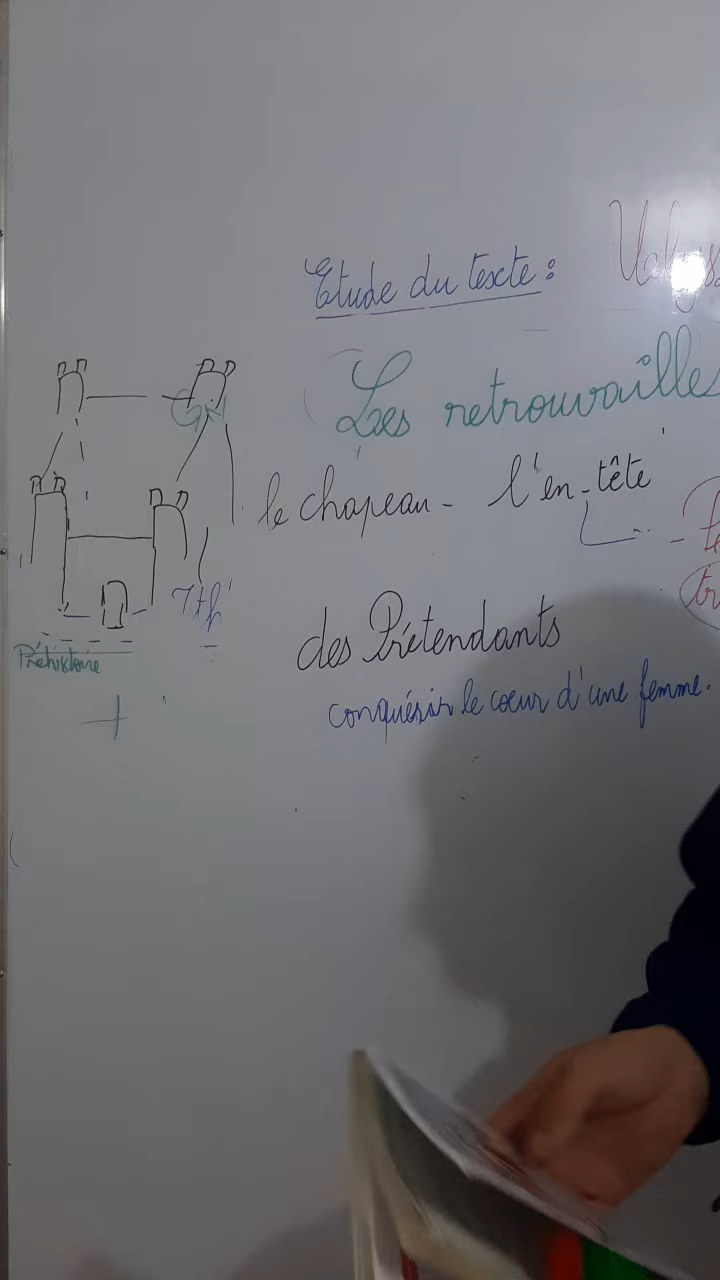 Etude du texte :
Les retrouvailles
le chapeau - l'en-tête
des Prétendants
conquérir le cœur d'une femme.
Préhistoire